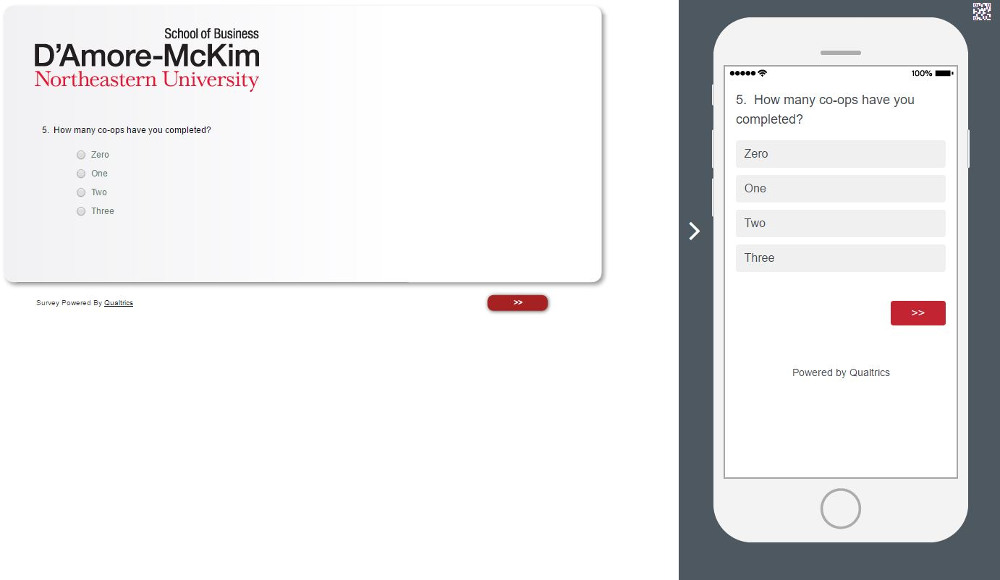 School of Business
D'Amore-McKim
Northeastern University
5. How many co-ops have you completed?
Zero
One
Two
Three
Survey Powered By Qualtrics
>>
100%
5. How many co-ops have you
completed?
Zero
One
Two
Three
>>
Powered by Qualtrics